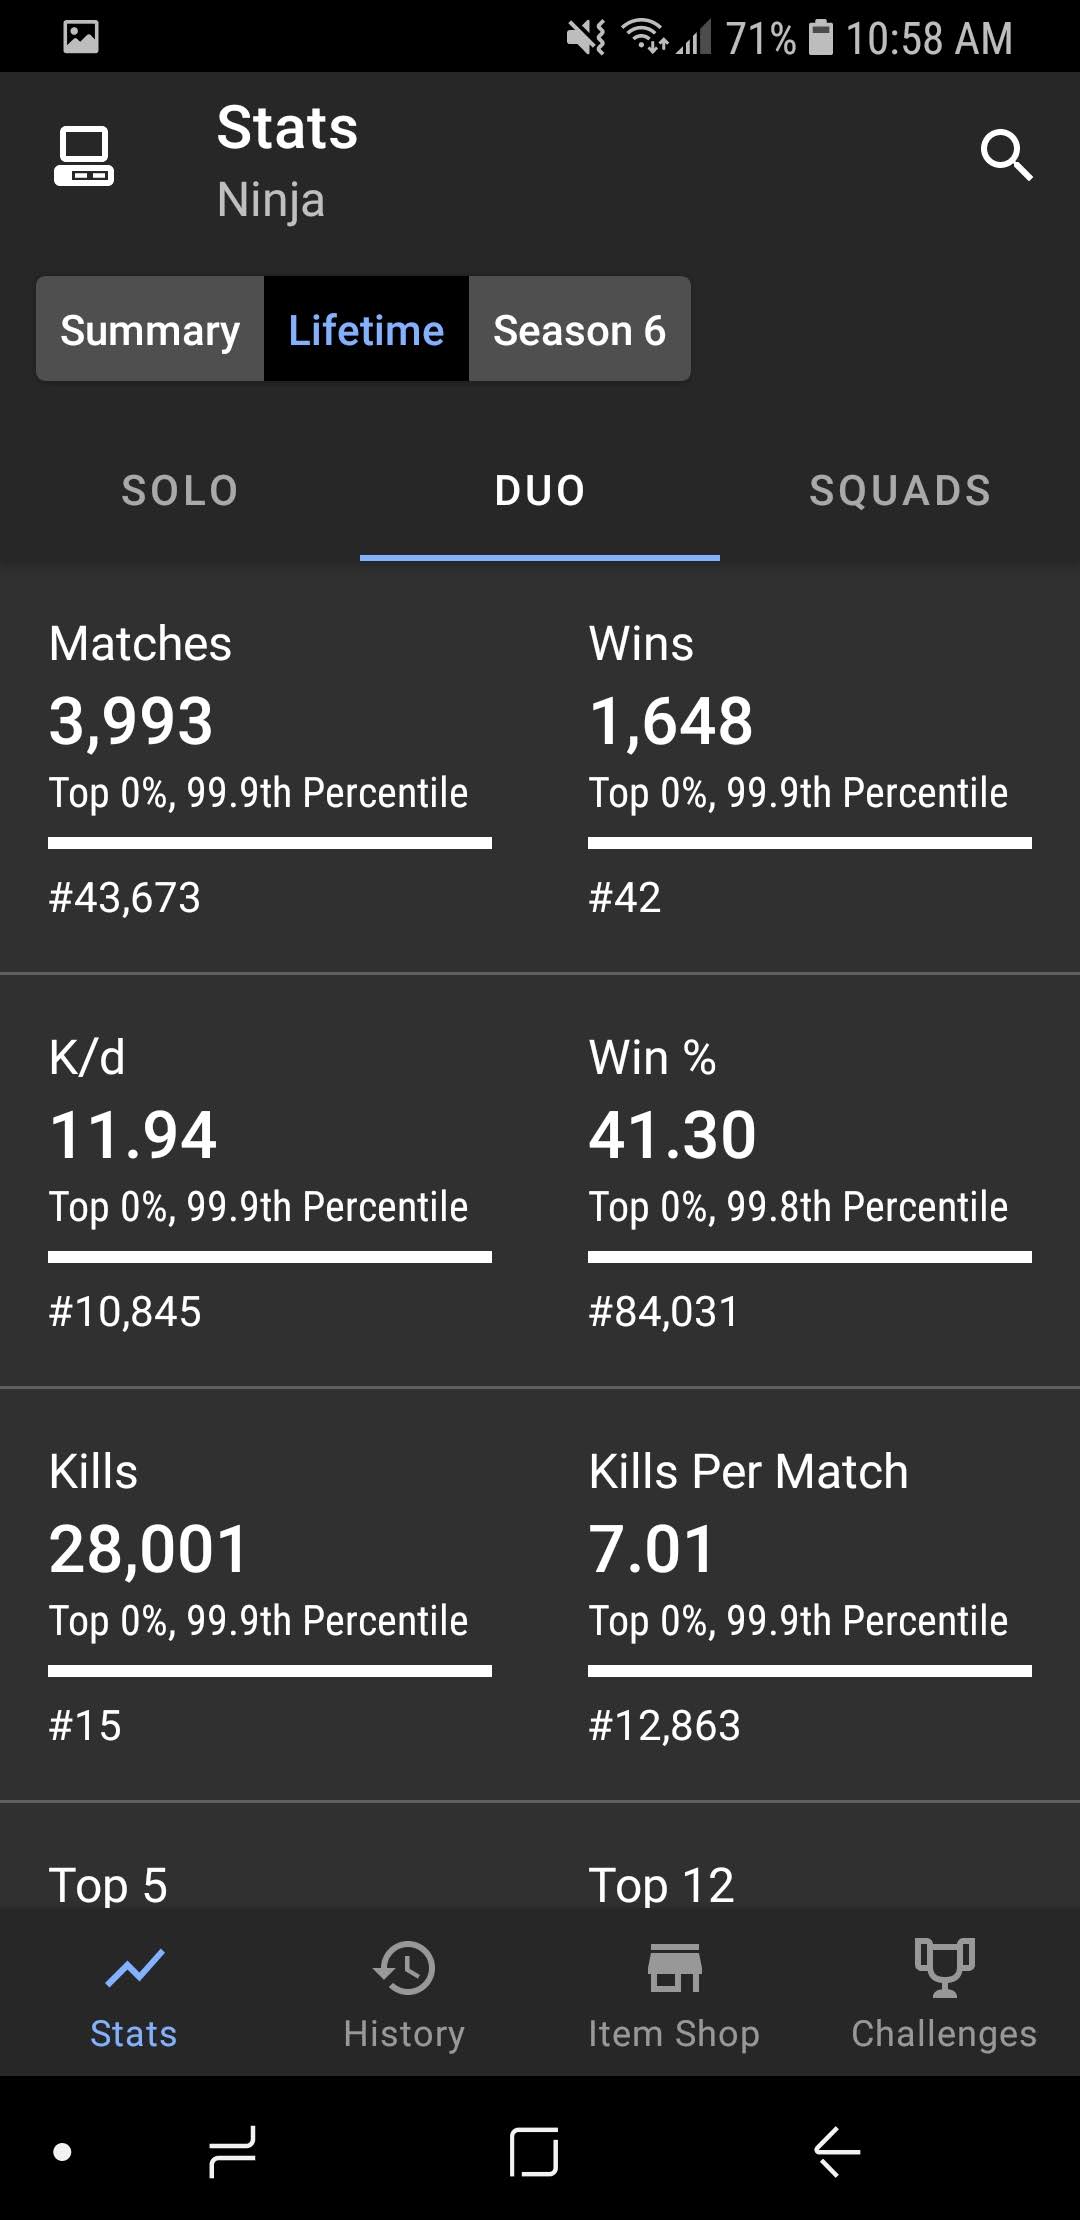 71% 10:58 AM
Stats
Ninja
Summary Lifetime Season 6
SOLO DUO SQUADS
Matches Wins
3,993 1,648
Top 0%, 99.9th Percentile Top 0%, 99.9th Percentile
#43,673 #42
K/d Win %
11.94 41.30
Top 0%, 99.9th Percentile Top 0%, 99.8th Percentile
#10,845 #84,031
Kills Kills Per Match
28,001 7.01
Top 0%, 99.9th Percentile Top 0%, 99.9th Percentile
#15 #12,863
Top 5 Top 12
Stats History Item Shop Challenges